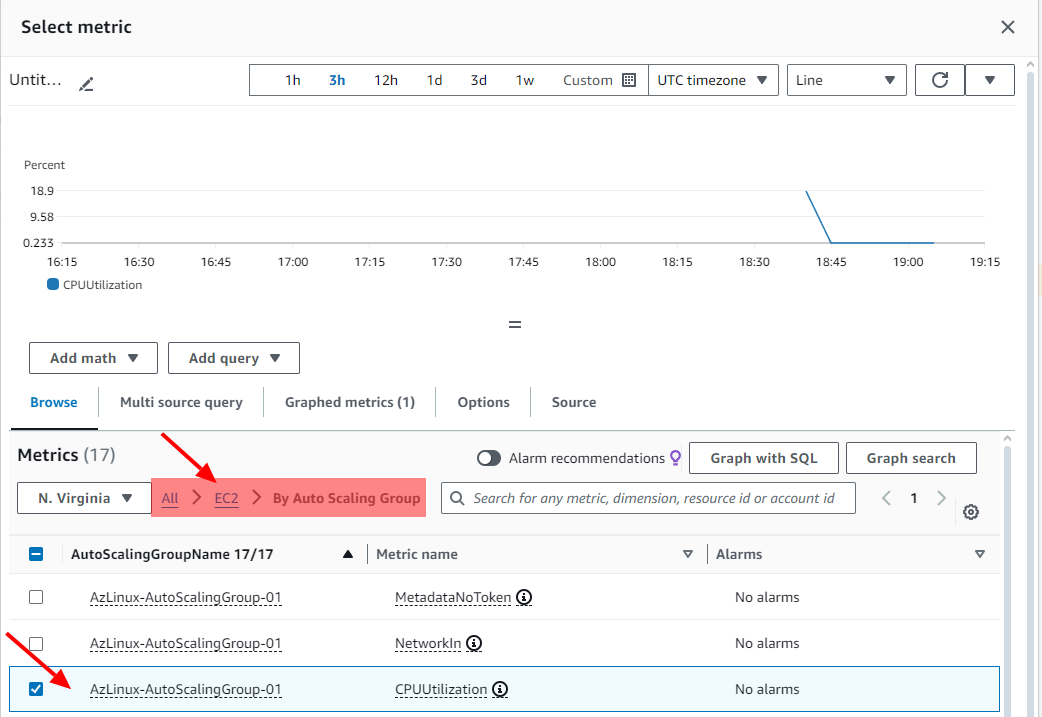 Select metric
Untit...
1h 3h 12h 1d 3d 1w Custom UTC timezone Line
Percent
18.9
9.58
0.233
16:15 16:30 16:45 17:00 17:15 17:30 17:45 18:00 18:15 18:30 18:45 19:00 19:15
CPUUtilization
Add math Add query
Browse Multi source query Graphed metrics (1) Options Source
Metrics (17) Alarm recommendations Graph with SQL Graph search
N. Virginia All EC2 By Auto Scaling Group Search for any metric, dimension, resource id or account id 1
AutoScalingGroupName 17/17 Metric name Alarms
AzLinux-AutoScalingGroup-01 MetadataNoToken No alarms
AzLinux-AutoScalingGroup-01 NetworkIn No alarms
AzLinux-AutoScalingGroup-01 CPUUtilization No alarms